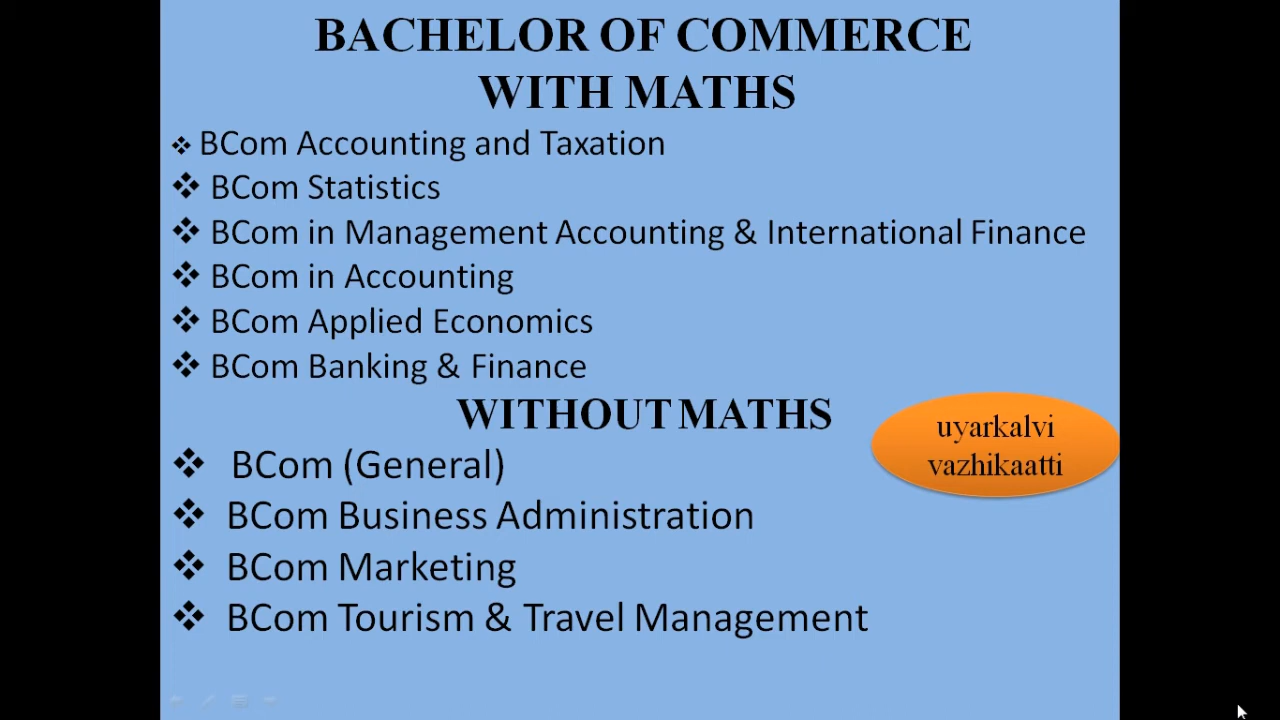 BACHELOR OF COMMERCE
WITH MATHS
BCom Accounting and Taxation
BCom Statistics
BCom in Management Accounting & International Finance
BCom in Accounting
BCom Applied Economics
BCom Banking & Finance
WITHOUT MATHS
uyarkalvi
vazhikaatti
BCom (General)
BCom Business Administration
BCom Marketing
BCom Tourism & Travel Management